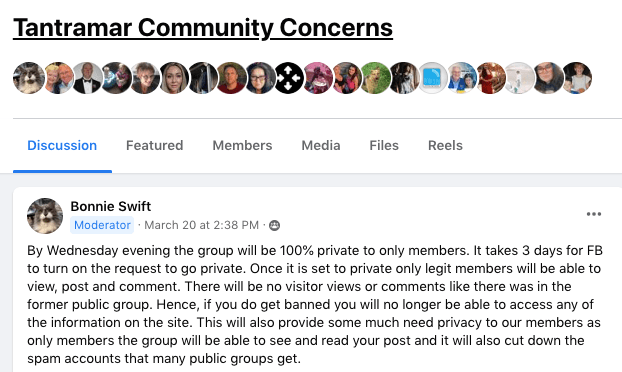 Tantramar Community Concerns
Discussion Featured Members Media Files Reels
Bonnie Swift
Moderator · March 20 at 2:38 PM ·
By Wednesday evening the group will be 100% private to only members. It takes 3 days for FB
to turn on the request to go private. Once it is set to private only legit members will be able to
view, post and comment. There will be no visitor views or comments like there was in the
former public group. Hence, if you do get banned you will no longer be able to access any of
the information on the site. This will also provide some much need privacy to our members as
only members the group will be able to see and read your post and it will also cut down the
spam accounts that many public groups get.